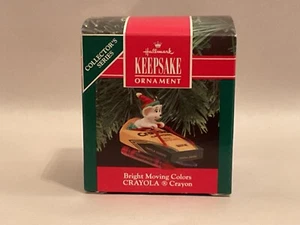 COLLECTOR'S
SERIES
Hallmark
KEEPSAKE
ORNAMENT
Bright Moving Colors
CRAYOLA ® Crayon